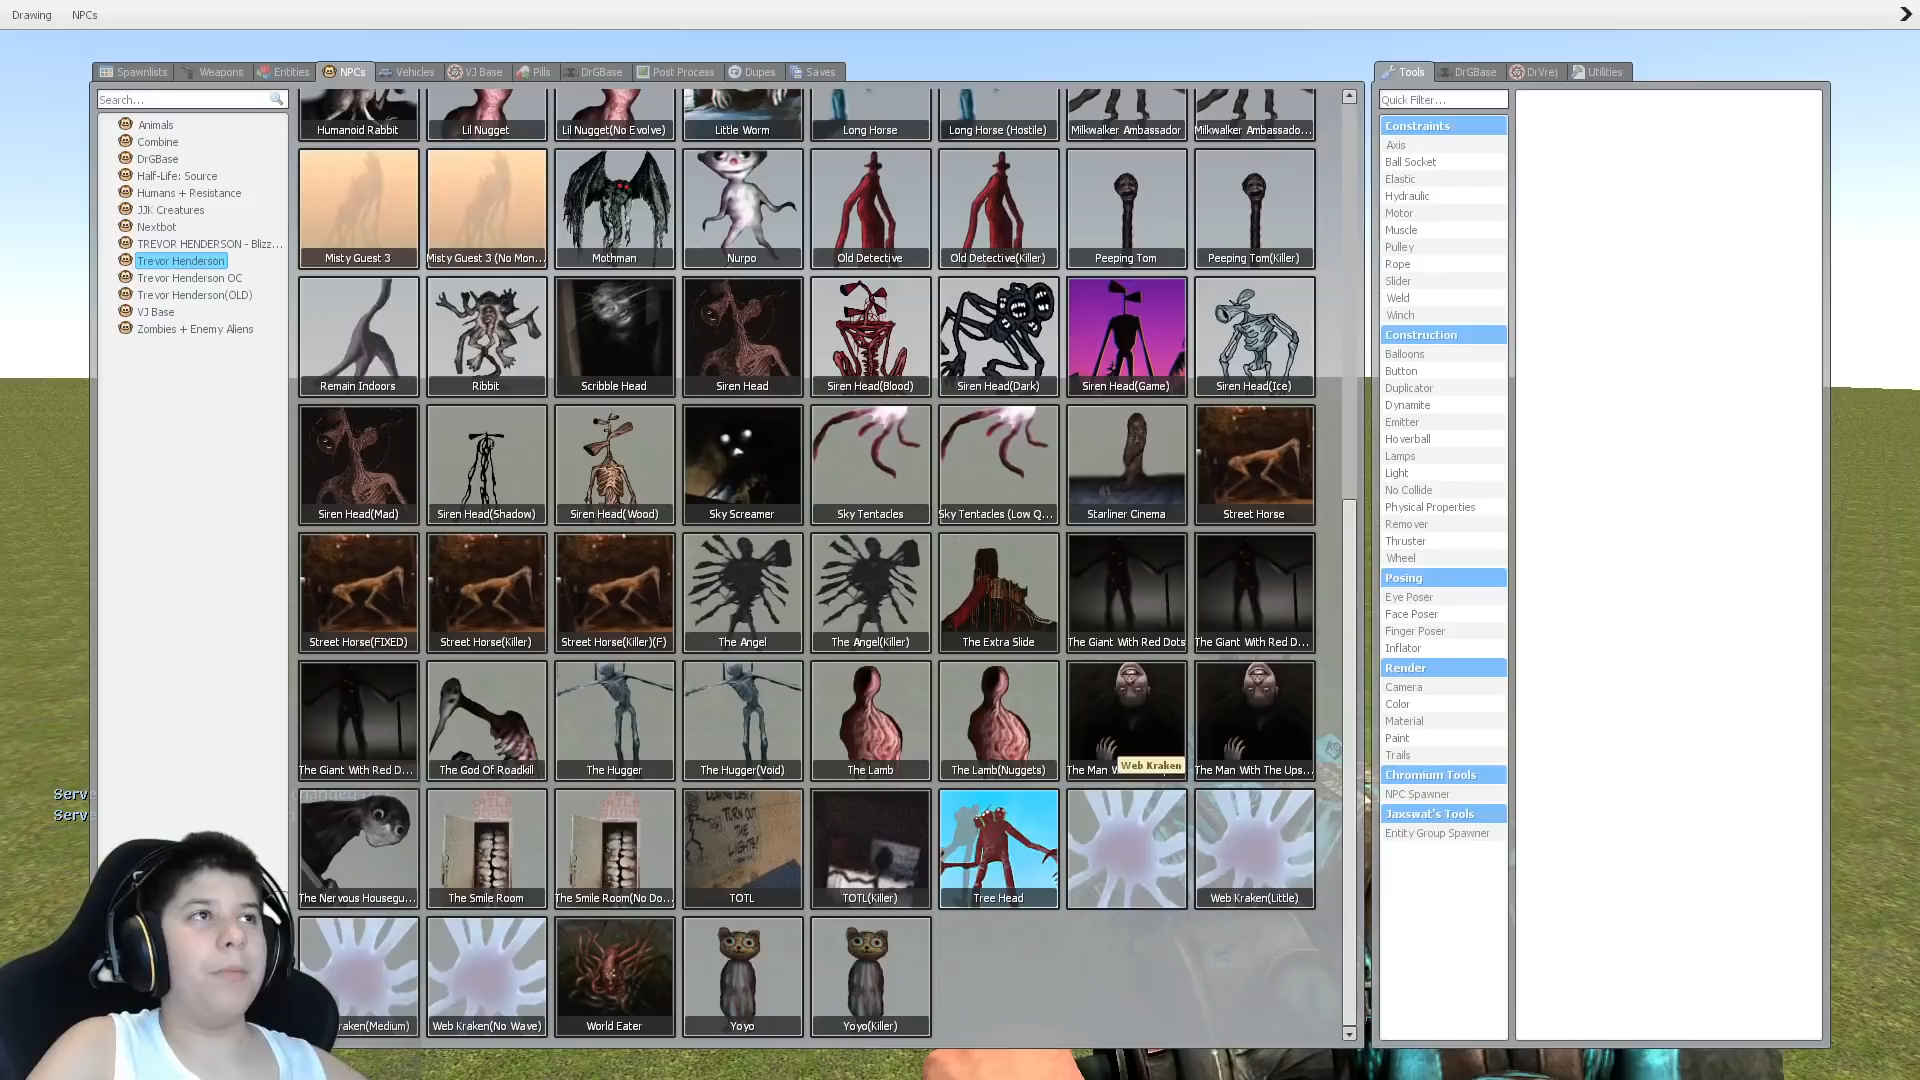 Drawing NPCs
Spawnlists Weapons Entities NPCs Vehicles VJ Base Pills DrGBase Post Process Dupes Saves
Tools DrGBase DrVrej Utilities
Search...
Animals
Combine
DrGBase
Half-Life: Source
Humans + Resistance
JJK Creatures
Nextbot
TREVOR HENDERSON - Blizz...
Trevor Henderson
Trevor Henderson OC
Trevor Henderson(OLD)
VJ Base
Zombies + Enemy Aliens
Humanoid Rabbit Lil Nugget Lil Nugget(No Evolve) Little Worm Long Horse Long Horse (Hostile) Milkwalker Ambassador Milkwalker Ambassado...
Misty Guest 3 Misty Guest 3 (No Mon... Mothman Nurpo Old Detective Old Detective(Killer) Peeping Tom Peeping Tom(Killer)
Remain Indoors Ribbit Scribble Head Siren Head Siren Head(Blood) Siren Head(Dark) Siren Head(Game) Siren Head(Ice)
Siren Head(Mad) Siren Head(Shadow) Siren Head(Wood) Sky Screamer Sky Tentacles Sky Tentacles (Low Q... Starliner Cinema Street Horse
Street Horse(FIXED) Street Horse(Killer) Street Horse(Killer)(F) The Angel The Angel(Killer) The Extra Slide The Giant With Red Dots The Giant With Red D...
The Giant With Red D... The God Of Roadkill The Hugger The Hugger(Void) The Lamb The Lamb(Nuggets) The Man W Web Kraken The Man With The Ups...
TURN OUT
THE
LIGHTS!
The Nervous Housegu... The Smile Room The Smile Room(No Do... TOTL TOTL(Killer) Tree Head Web Kraken(Little)
raken(Medium) Web Kraken(No Wave) World Eater Yoyo Yoyo(Killer)
Serve
Serve
Quick Filter...
Constraints
Axis
Ball Socket
Elastic
Hydraulic
Motor
Muscle
Pulley
Rope
Slider
Weld
Winch
Construction
Balloons
Button
Duplicator
Dynamite
Emitter
Hoverball
Lamps
Light
No Collide
Physical Properties
Remover
Thruster
Wheel
Posing
Eye Poser
Face Poser
Finger Poser
Inflator
Render
Camera
Color
Material
Paint
Trails
Chromium Tools
NPC Spawner
Jaxswat's Tools
Entity Group Spawner